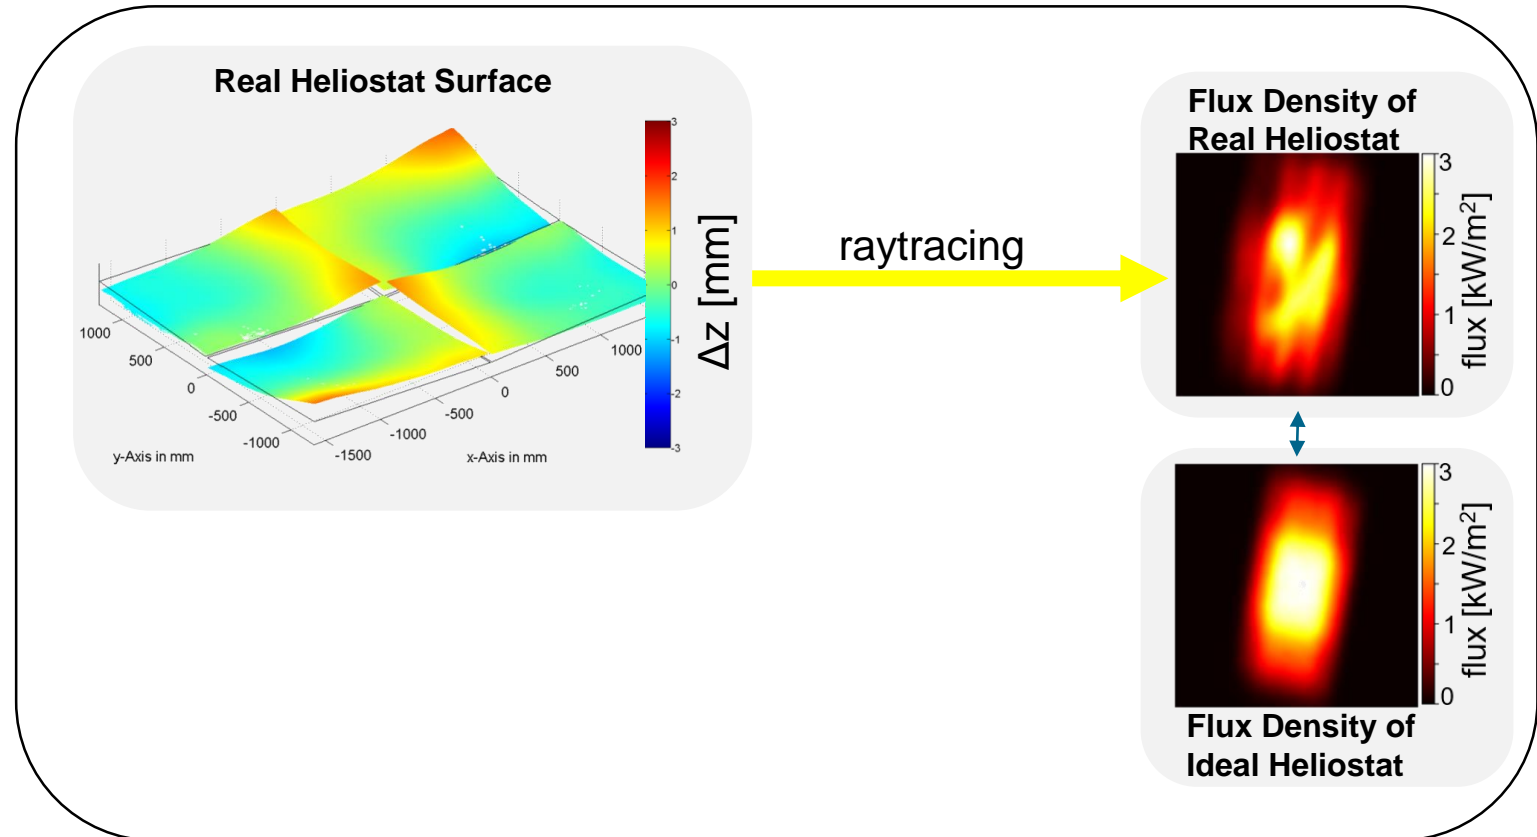 Real Heliostat Surface
3
2
1
0
-1
-2
-3
Δz [mm]
1000
500
0
-500
-1000
y-Axis in mm
-1500
-1000
-500
0
500
1000
x-Axis in mm
raytracing
Flux Density of
Real Heliostat
3
2
1
0
flux [kW/m²]
3
2
1
0
flux [kW/m²]
Flux Density of
Ideal Heliostat